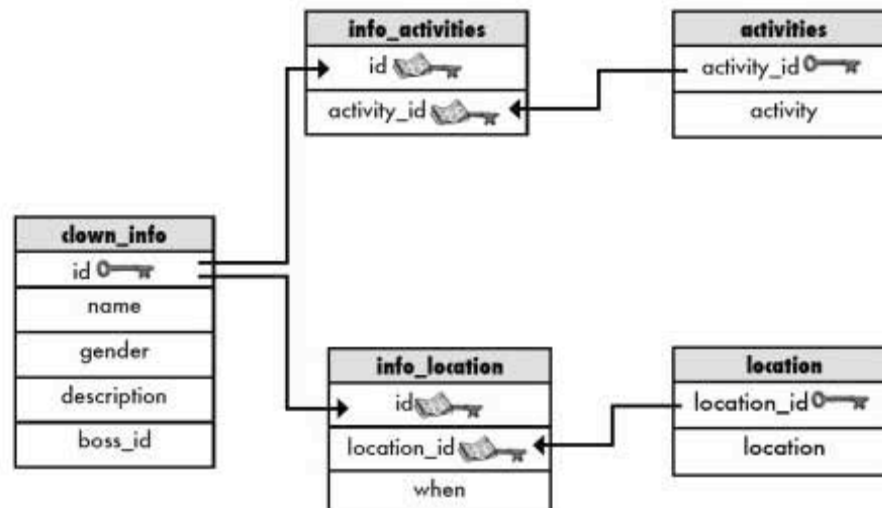 info_activities
id
activity_id
activities
activity_id
activity
clown_info
id
name
gender
description
boss_id
info_location
id
location_id
when
location
location_id
location